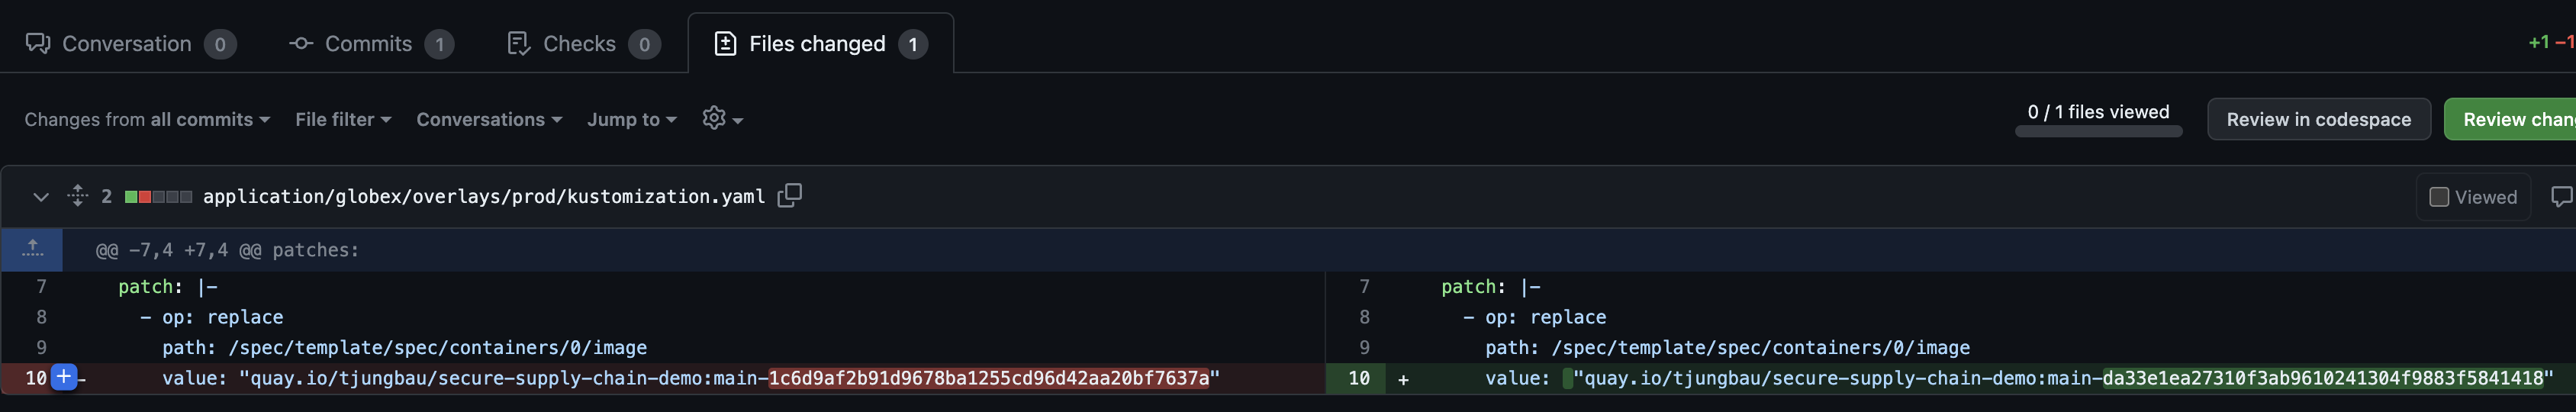 Conversation 0 Commits 1 Checks 0 Files changed 1 +1 −1
Changes from all commits File filter Conversations Jump to 0 / 1 files viewed Review in codespace Review chan
2 application/globex/overlays/prod/kustomization.yaml Viewed
@@ -7,4 +7,4 @@ patches:
7 patch: |-
8 - op: replace
9 path: /spec/template/spec/containers/0/image
10 - value: "quay.io/tjungbau/secure-supply-chain-demo:main-1c6d9af2b91d9678ba1255cd96d42aa20bf7637a"
7 patch: |-
8 - op: replace
9 path: /spec/template/spec/containers/0/image
10 + value:  "quay.io/tjungbau/secure-supply-chain-demo:main-da33e1ea27310f3ab9610241304f9883f5841418"